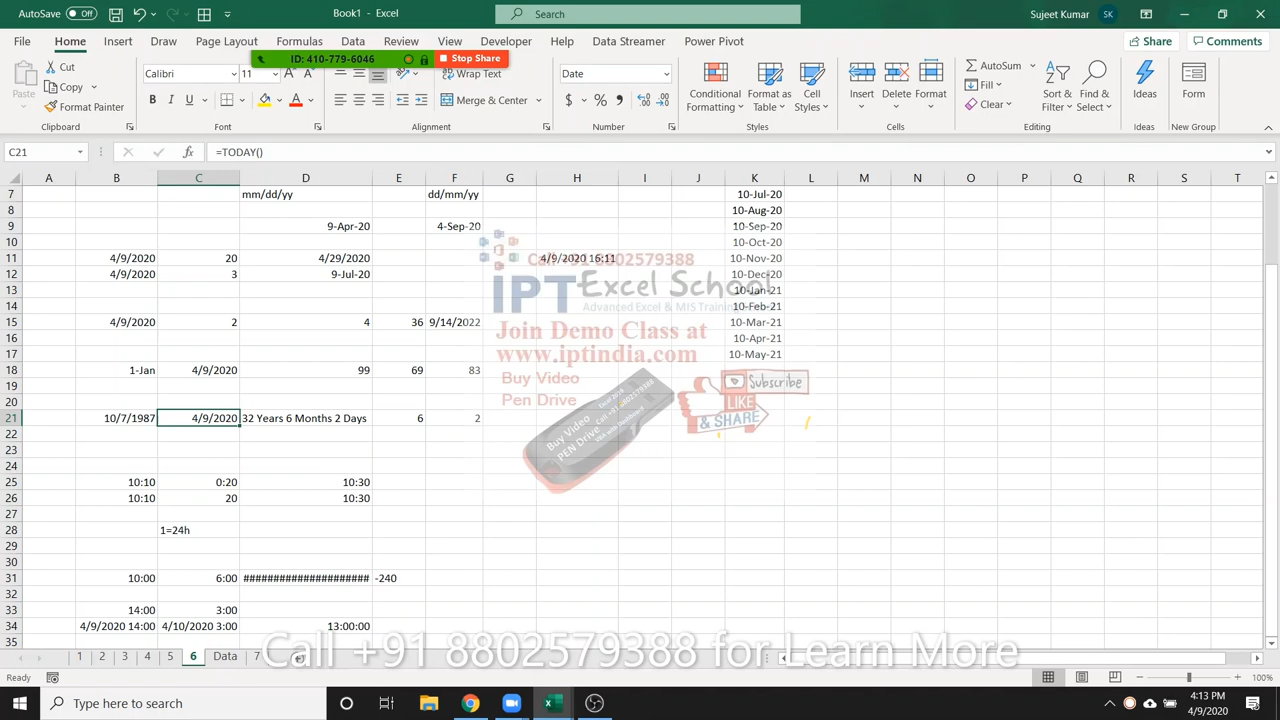 AutoSave Off Book1 - Excel Search Sujeet Kumar SK
File Home Insert Draw Page Layout Formulas Data Review View Developer Help Data Streamer Power Pivot Share Comments
ID: 410-779-6046 Stop Share
Paste Cut Copy Format Painter Clipboard
Calibri 11 B I U A Font
Wrap Text Merge & Center Alignment
Date $ % Number
Conditional Formatting Format as Table Cell Styles Styles
Insert Delete Format Cells
AutoSum Fill Clear Sort & Filter Find & Select Editing
Ideas Ideas
Form New Group
C21 fx =TODAY()
A B C D E F G H I J K L M N O P Q R S T
7 mm/dd/yy dd/mm/yy 10-Jul-20
8 10-Aug-20
9 9-Apr-20 4-Sep-20 10-Sep-20
10 10-Oct-20
11 4/9/2020 20 4/29/2020 4/9/2020 16:11 10-Nov-20
12 4/9/2020 3 9-Jul-20 10-Dec-20
13 10-Jan-21
14 10-Feb-21
15 4/9/2020 2 4 36 9/14/2022 10-Mar-21
16 10-Apr-21
17 10-May-21
18 1-Jan 4/9/2020 99 69 83
19
20
21 10/7/1987 4/9/2020 32 Years 6 Months 2 Days 6 2
22
23
24
25 10:10 0:20 10:30
26 10:10 20 10:30
27
28 1=24h
29
30
31 10:00 6:00 ##################### -240
32
33 14:00 3:00
34 4/9/2020 14:00 4/10/2020 3:00 13:00:00
35
Call +91 8802579388
IPT Excel School
Advanced Excel & MIS Training
Join Demo Class at
www.iptindia.com
Buy Video
Pen Drive
Buy Video
PEN Drive
Subscribe
LIKE
& SHARE
Call +91 8802579388 for Learn More
1 2 3 4 5 6 Data 7
Ready 100%
Type here to search 4:13 PM
4/9/2020